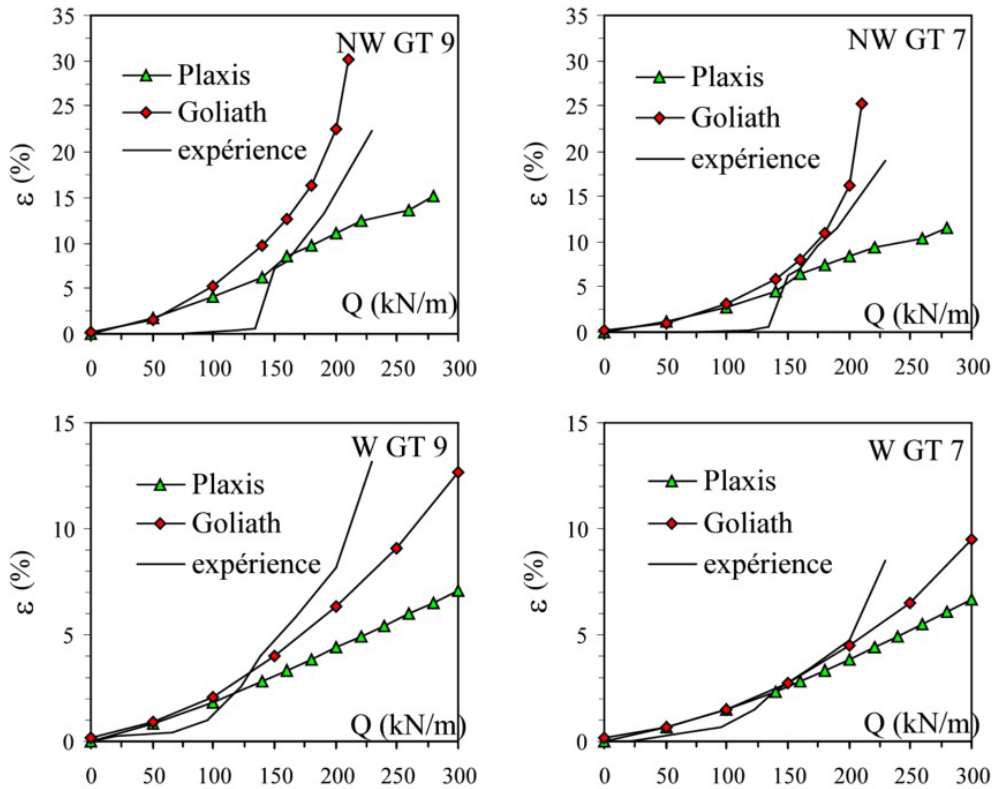 35
NW GT 9
30
Plaxis
25
Goliath
20
expérience
15
10
5
Q (kN/m)
0
0 50 100 150 200 250 300
ε (%)
35
NW GT 7
30
Plaxis
25
Goliath
20
expérience
15
10
5
Q (kN/m)
0
0 50 100 150 200 250 300
ε (%)
15
W GT 9
Plaxis
10
Goliath
expérience
5
Q (kN/m)
0
0 50 100 150 200 250 300
ε (%)
15
W GT 7
Plaxis
10
Goliath
expérience
5
Q (kN/m)
0
0 50 100 150 200 250 300
ε (%)